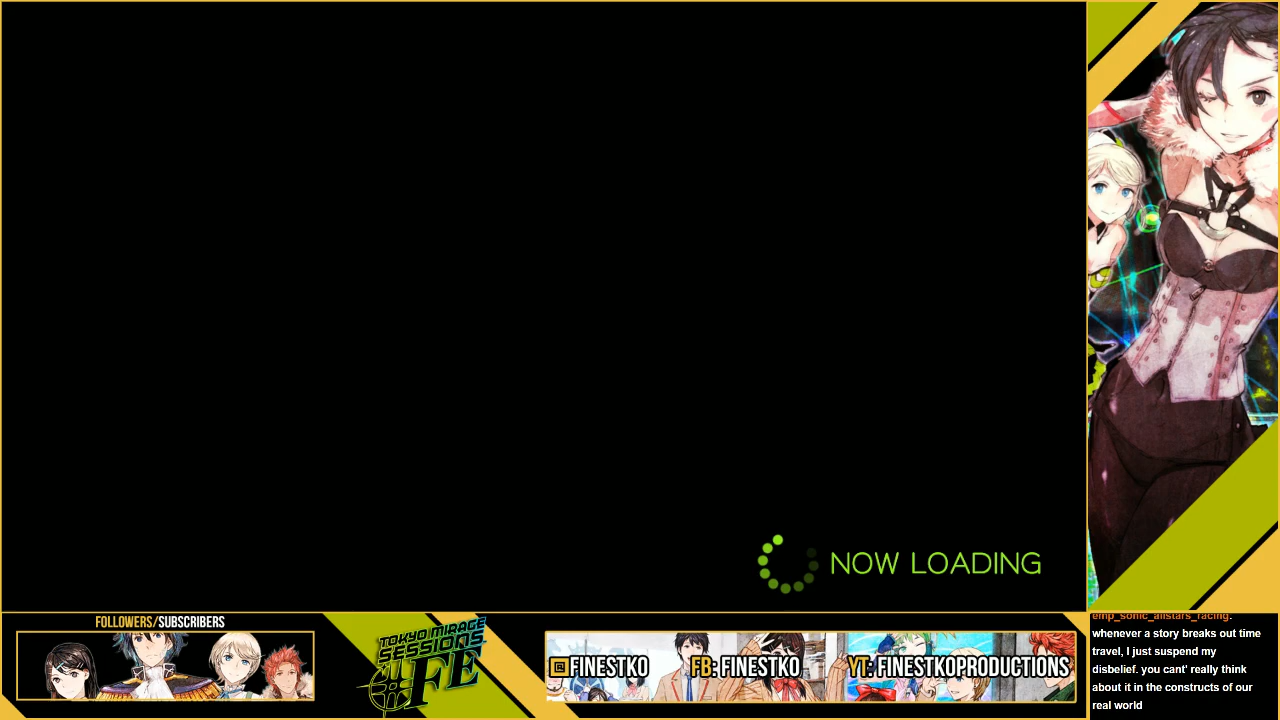 NOW LOADING
FOLLOWERS/SUBSCRIBERS
TOKYO MIRAGE
SESSIONS
#FE
FINESTKO
FB: FINESTKO
YT: FINESTKOPRODUCTIONS
emp_sonic_allstars_racing:
whenever a story breaks out time
travel, I just suspend my
disbelief. you cant' really think
about it in the constructs of our
real world